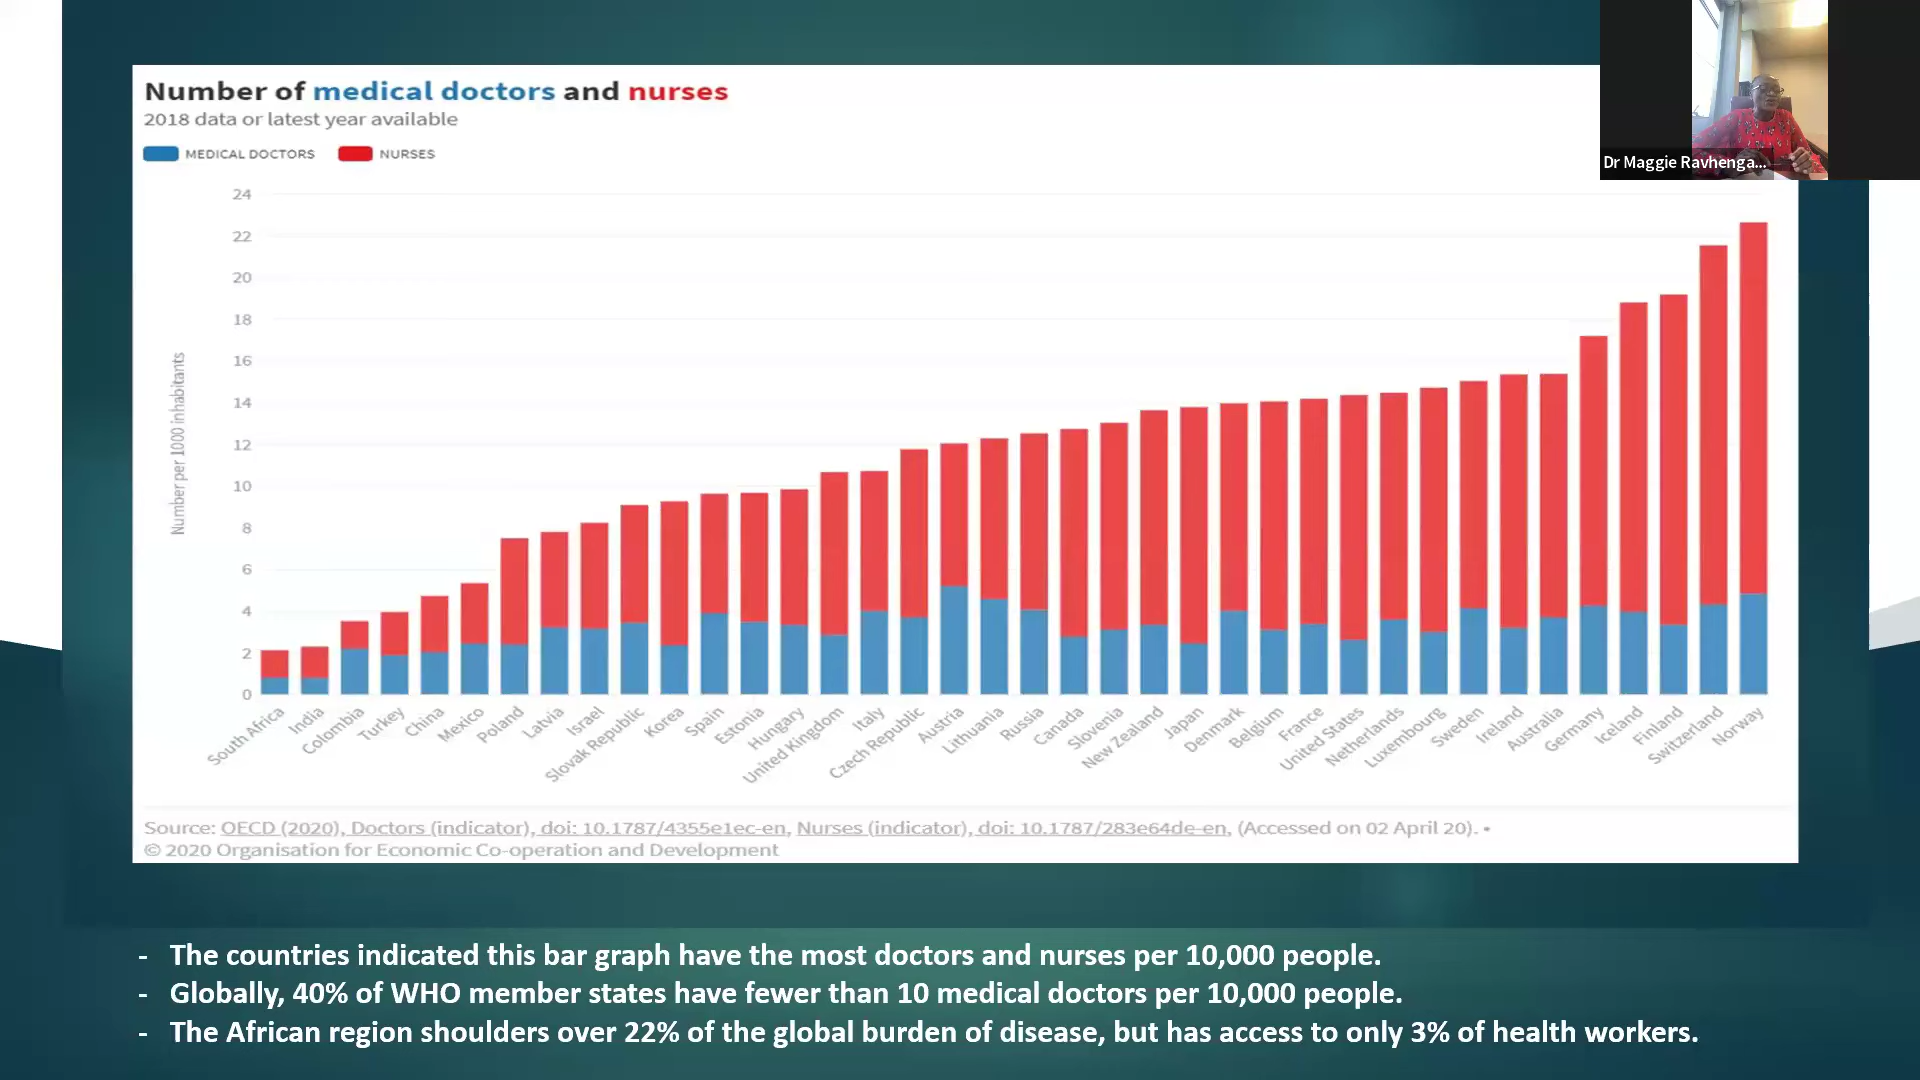 Number of medical doctors and nurses
2018 data or latest year available
MEDICAL DOCTORS NURSES
Dr Maggie Ravhenga...
24
22
20
18
16
14
12
10
8
6
4
2
0
Number per 1000 inhabitants
South Africa
India
Colombia
Turkey
China
Mexico
Poland
Latvia
Israel
Slovak Republic
Korea
Spain
Estonia
Hungary
United Kingdom
Italy
Czech Republic
Austria
Lithuania
Russia
Canada
Slovenia
New Zealand
Japan
Denmark
Belgium
France
United States
Netherlands
Luxembourg
Sweden
Ireland
Australia
Germany
Iceland
Finland
Switzerland
Norway
Source: OECD (2020), Doctors (indicator), doi: 10.1787/4355e1ec-en, Nurses (indicator), doi: 10.1787/283e64de-en, (Accessed on 02 April 20). •
© 2020 Organisation for Economic Co-operation and Development
- The countries indicated this bar graph have the most doctors and nurses per 10,000 people.
- Globally, 40% of WHO member states have fewer than 10 medical doctors per 10,000 people.
- The African region shoulders over 22% of the global burden of disease, but has access to only 3% of health workers.